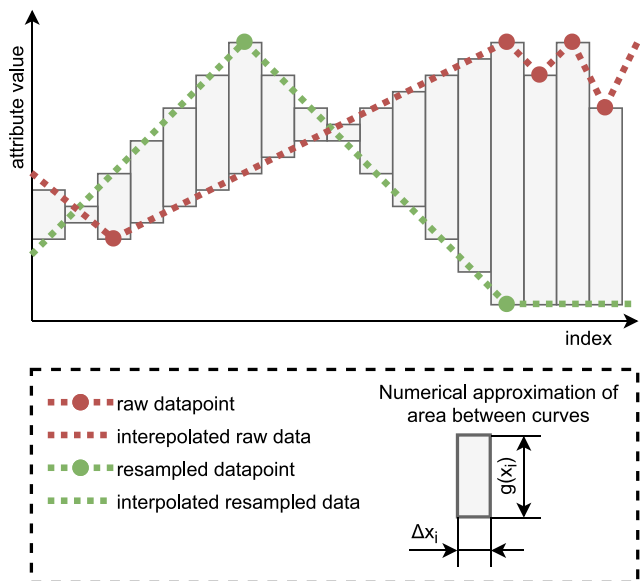 attribute value
index
raw datapoint
interepolated raw data
resampled datapoint
interpolated resampled data
Numerical approximation of
area between curves
g(xi)
Δxi